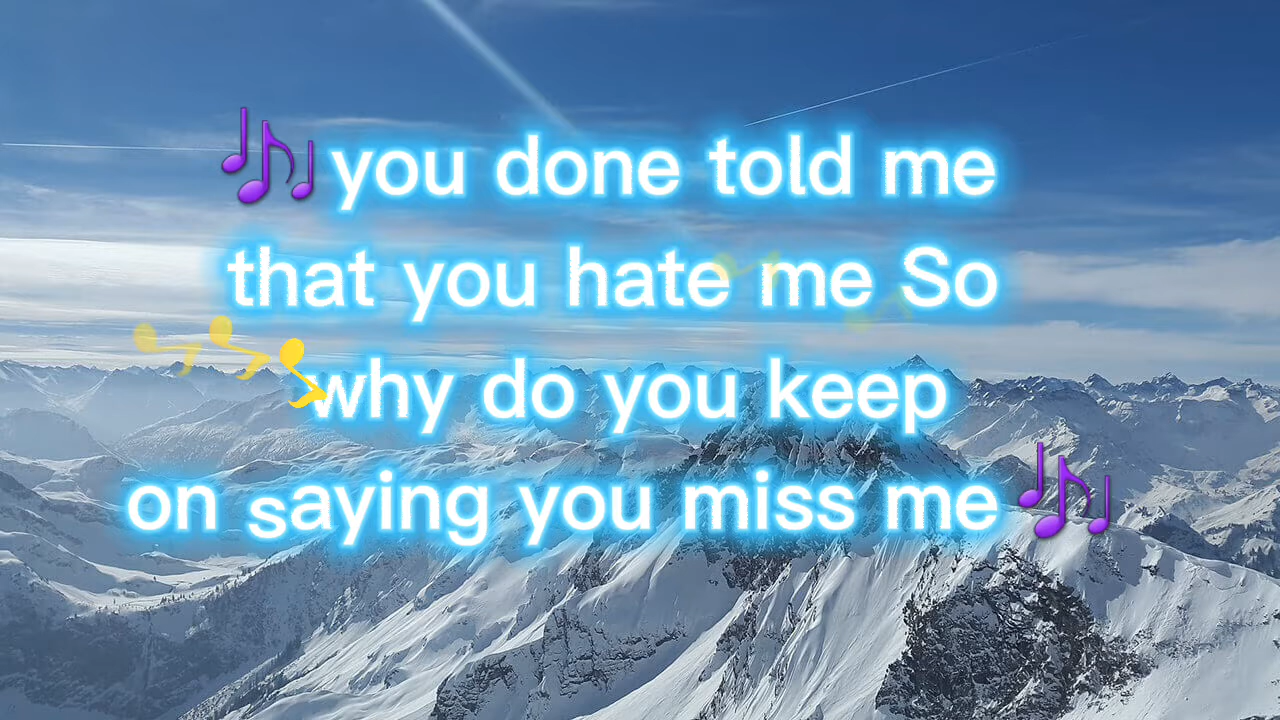 🎶 you done told me
that you hate me So
why do you keep
on saying you miss me 🎶